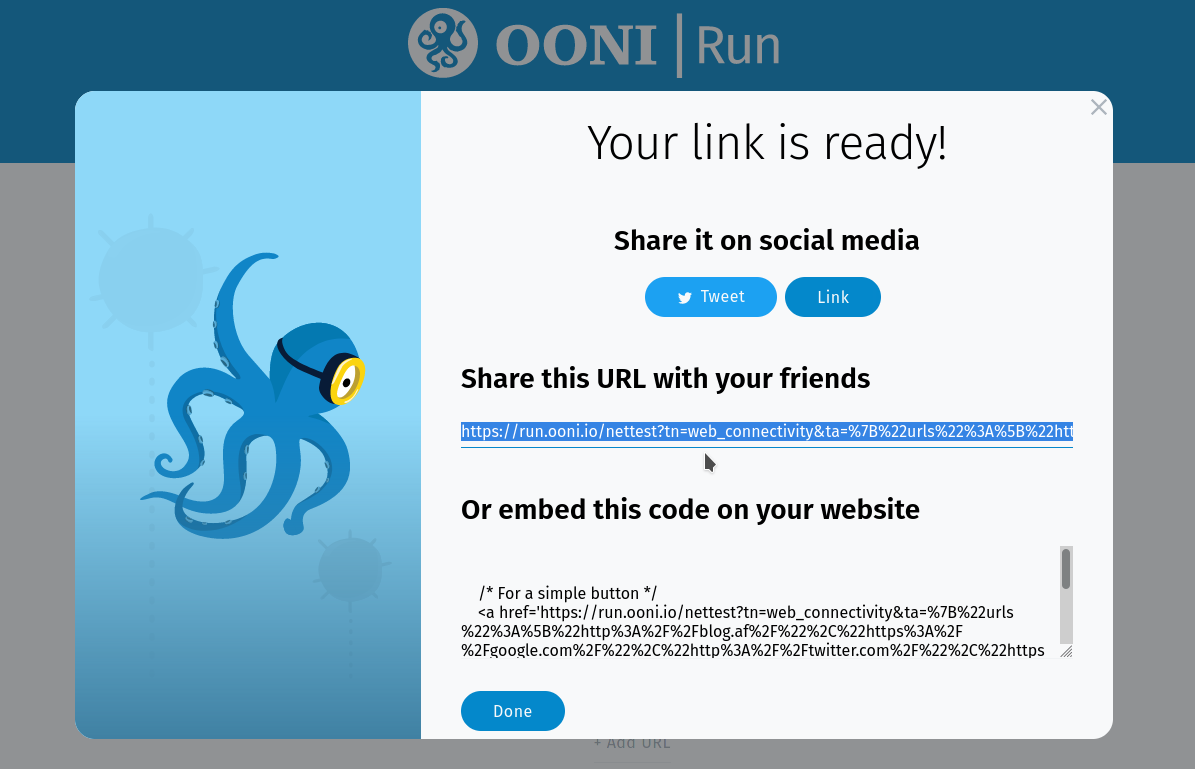 OONI | Run
Your link is ready!
Share it on social media
Tweet
Link
Share this URL with your friends
https://run.ooni.io/nettest?tn=web_connectivity&ta=%7B%22urls%22%3A%5B%22htt
Or embed this code on your website
/* For a simple button */
<a href='https://run.ooni.io/nettest?tn=web_connectivity&ta=%7B%22urls
%22%3A%5B%22http%3A%2F%2Fblog.af%2F%22%2C%22https%3A%2F
%2Fgoogle.com%2F%22%2C%22http%3A%2F%2Ftwitter.com%2F%22%2C%22https
Done
+ Add URL